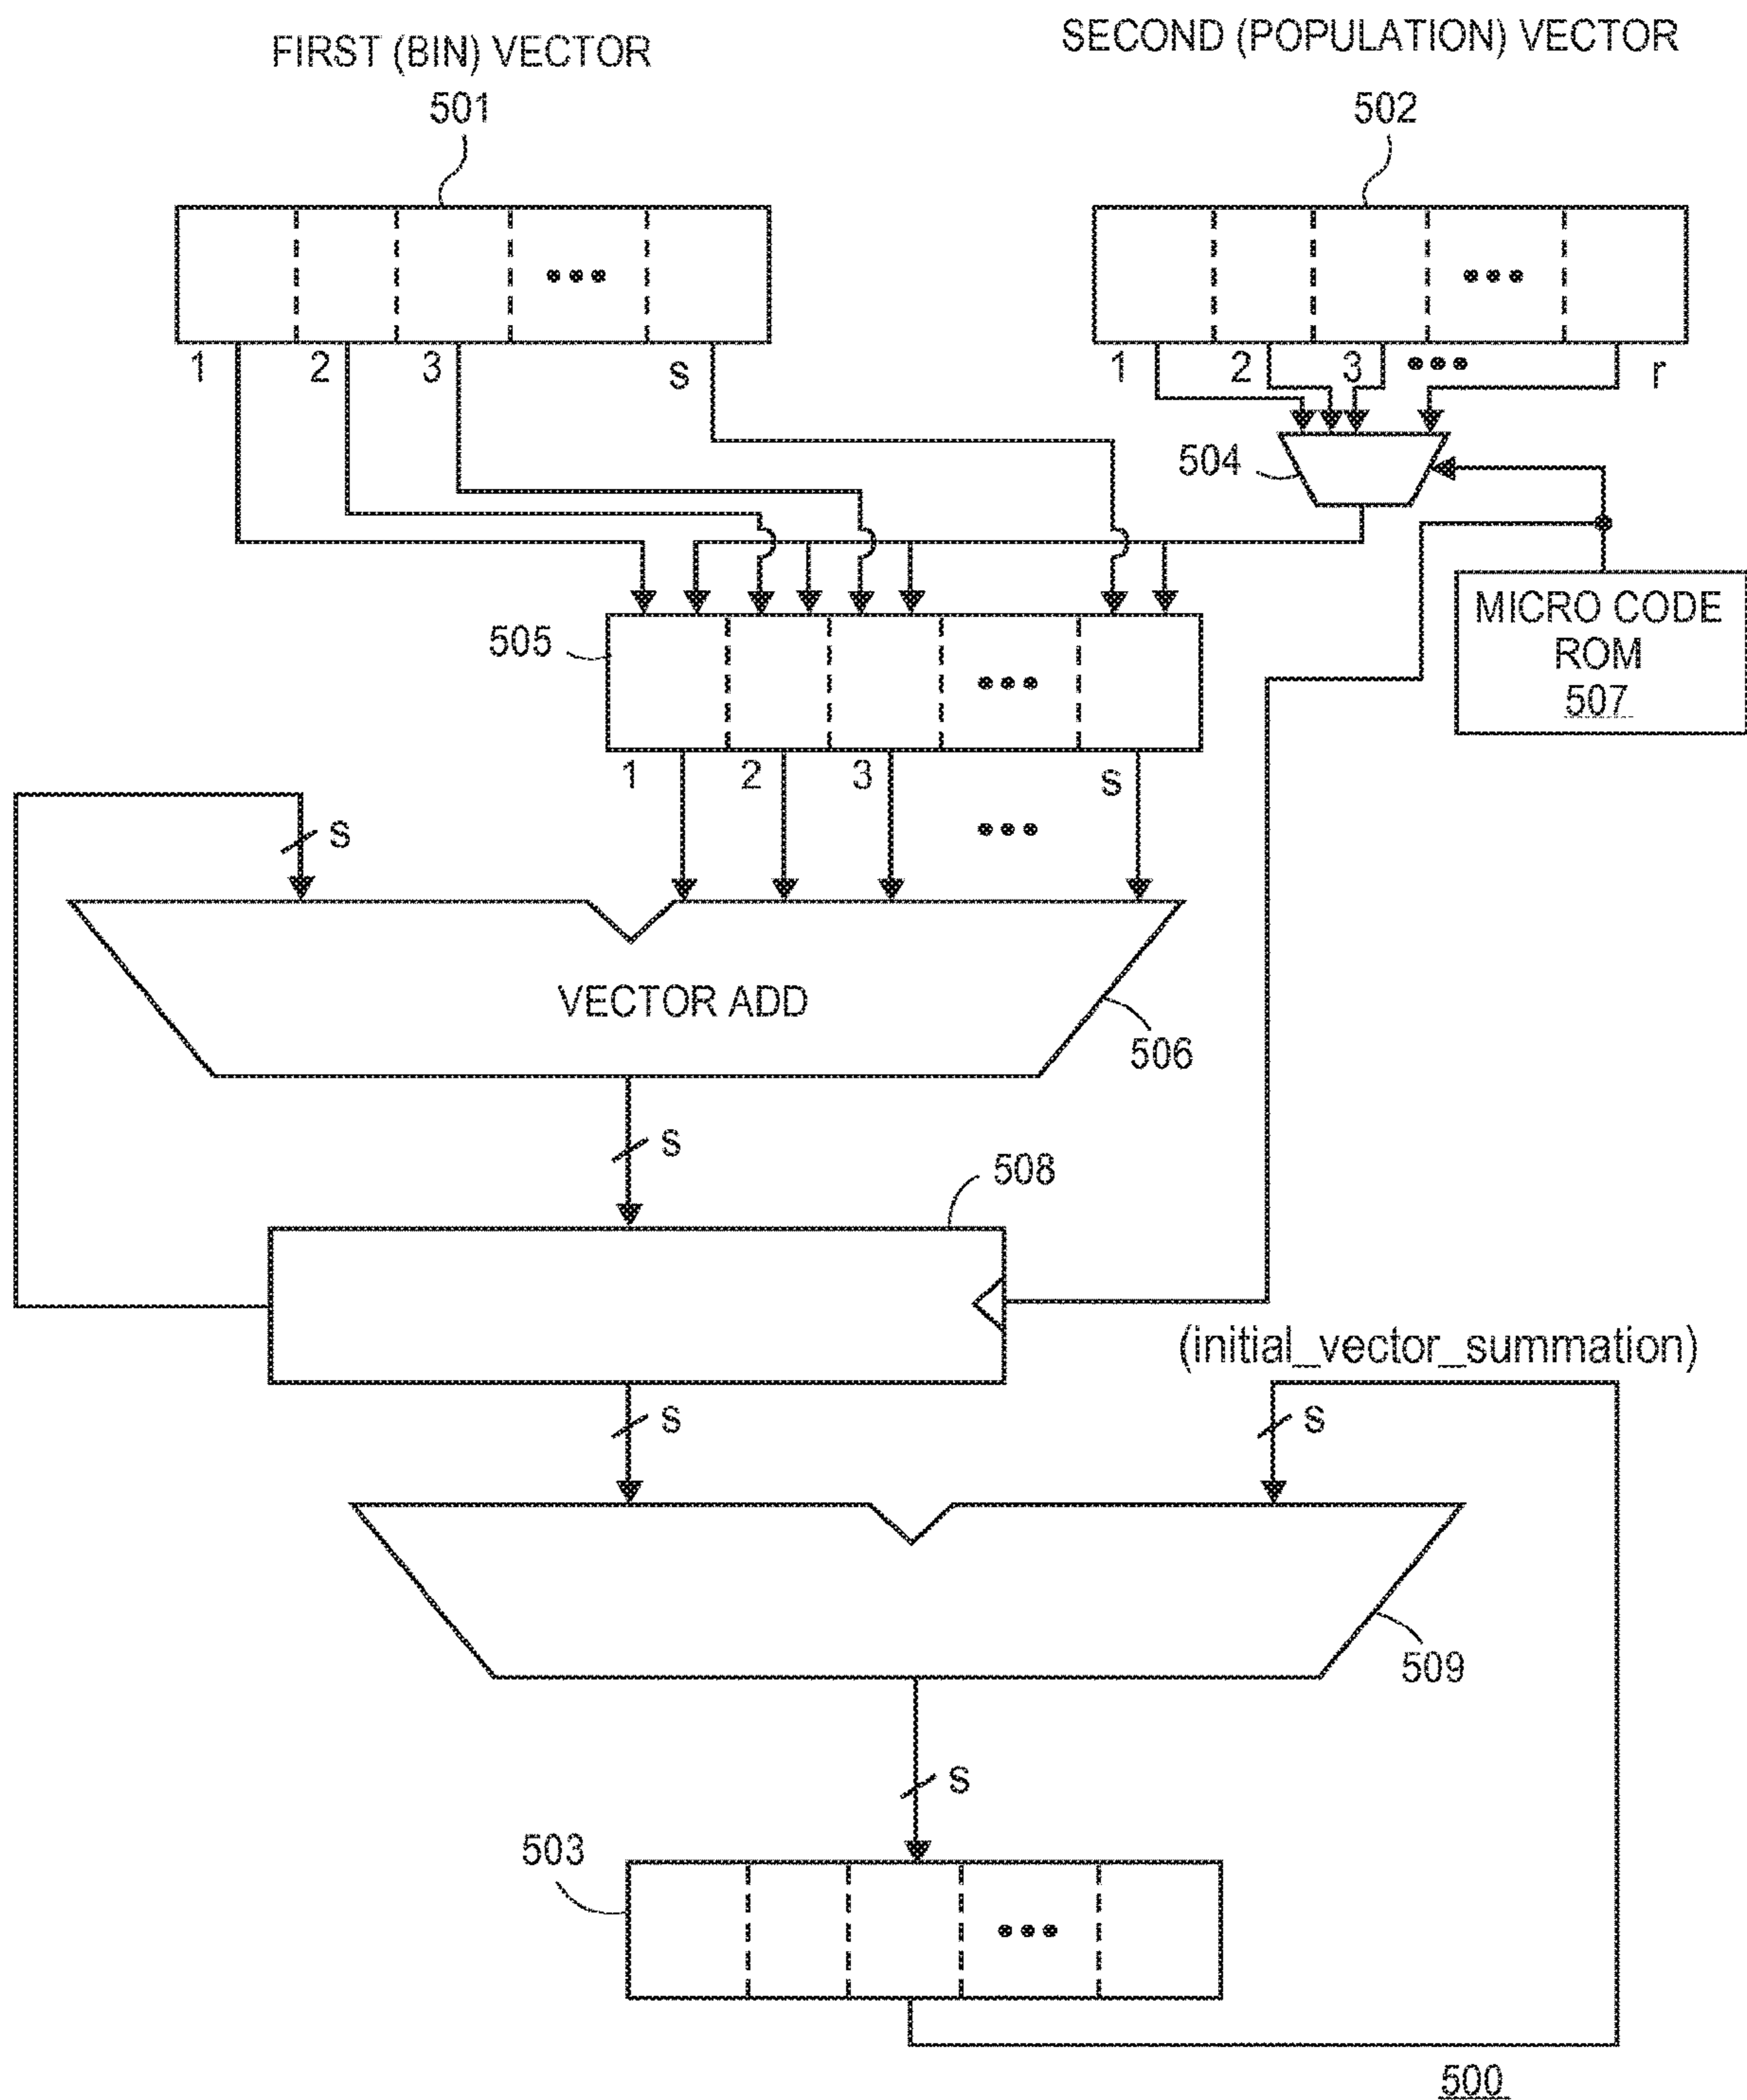 FIRST (BIN) VECTOR
SECOND (POPULATION) VECTOR
501
502
1 2 3 s
1 2 3 r
504
505
MICRO CODE
ROM
507
1 2 3 s
s
VECTOR ADD
506
s
508
(initial_vector_summation)
s
s
509
s
503
500